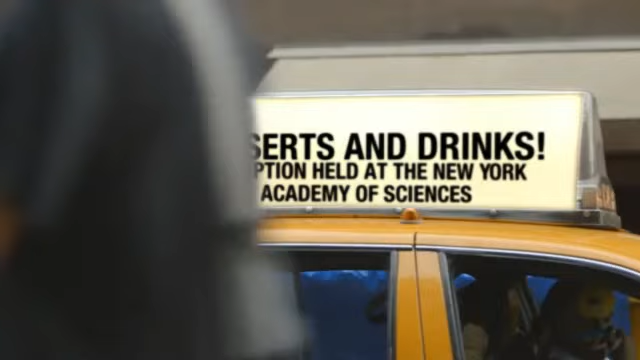 SERTS AND DRINKS!
PTION HELD AT THE NEW YORK
ACADEMY OF SCIENCES